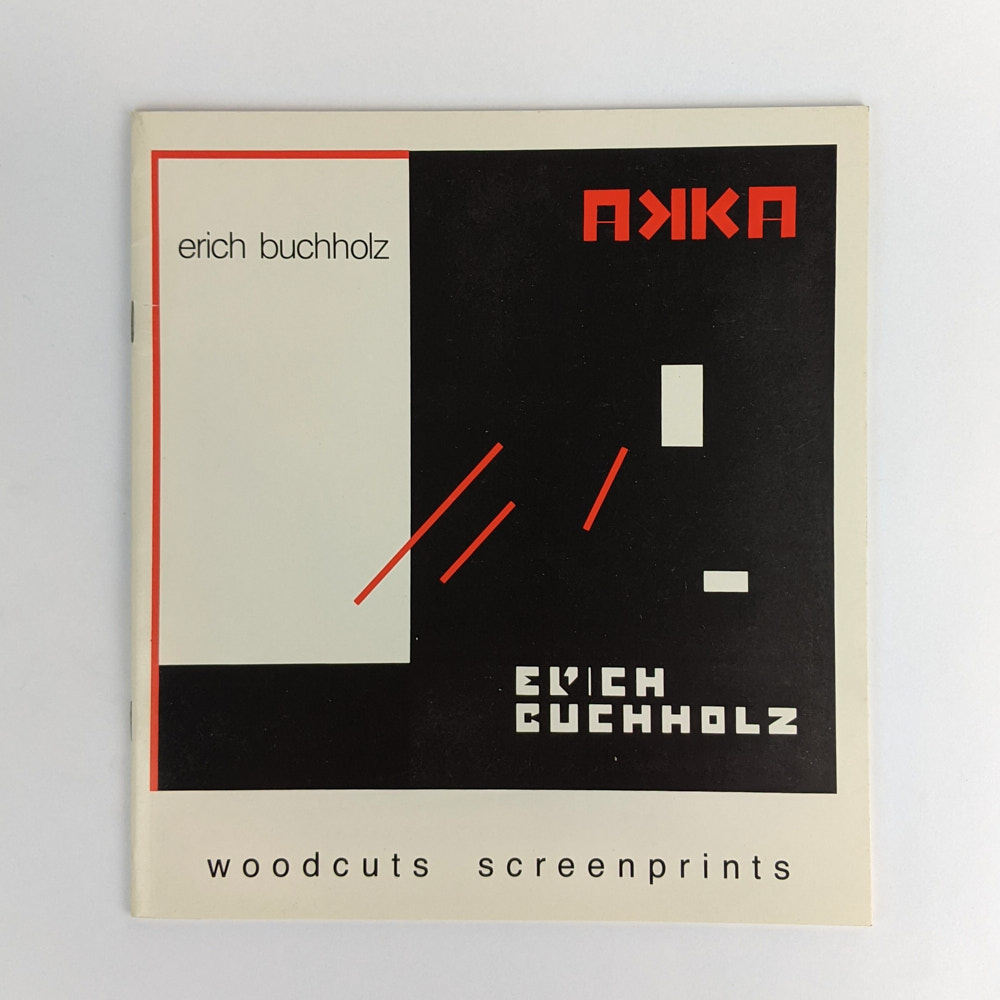 erich buchholz
AKKA
ERICH
BUCHHOLZ
woodcuts screenprints